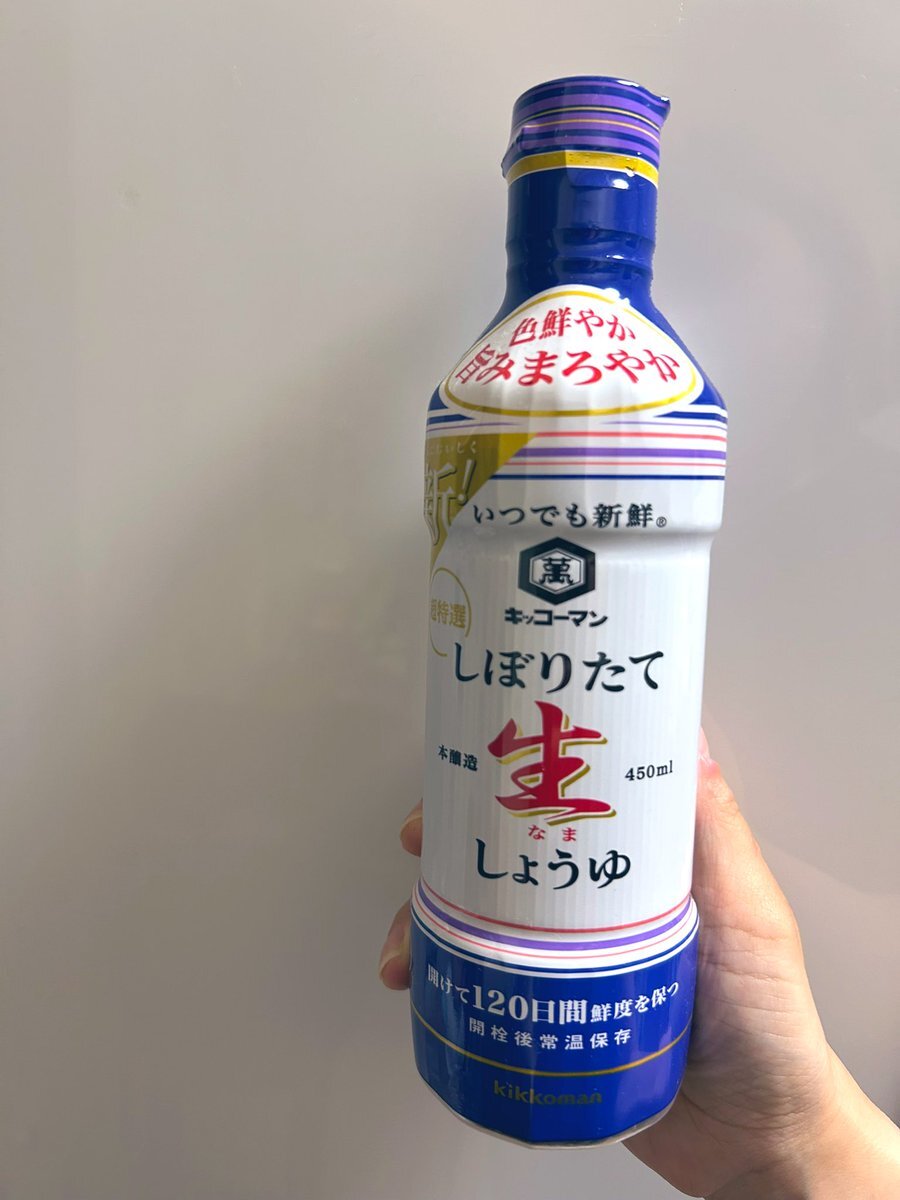 色鮮やか
旨みまろやか
新!
いつでも新鮮®
萬
キッコーマン
超特選
しぼりたて
生
本醸造
450ml
なま
しょうゆ
開けて120日間鮮度を保つ
開栓後常温保存
kikkoman